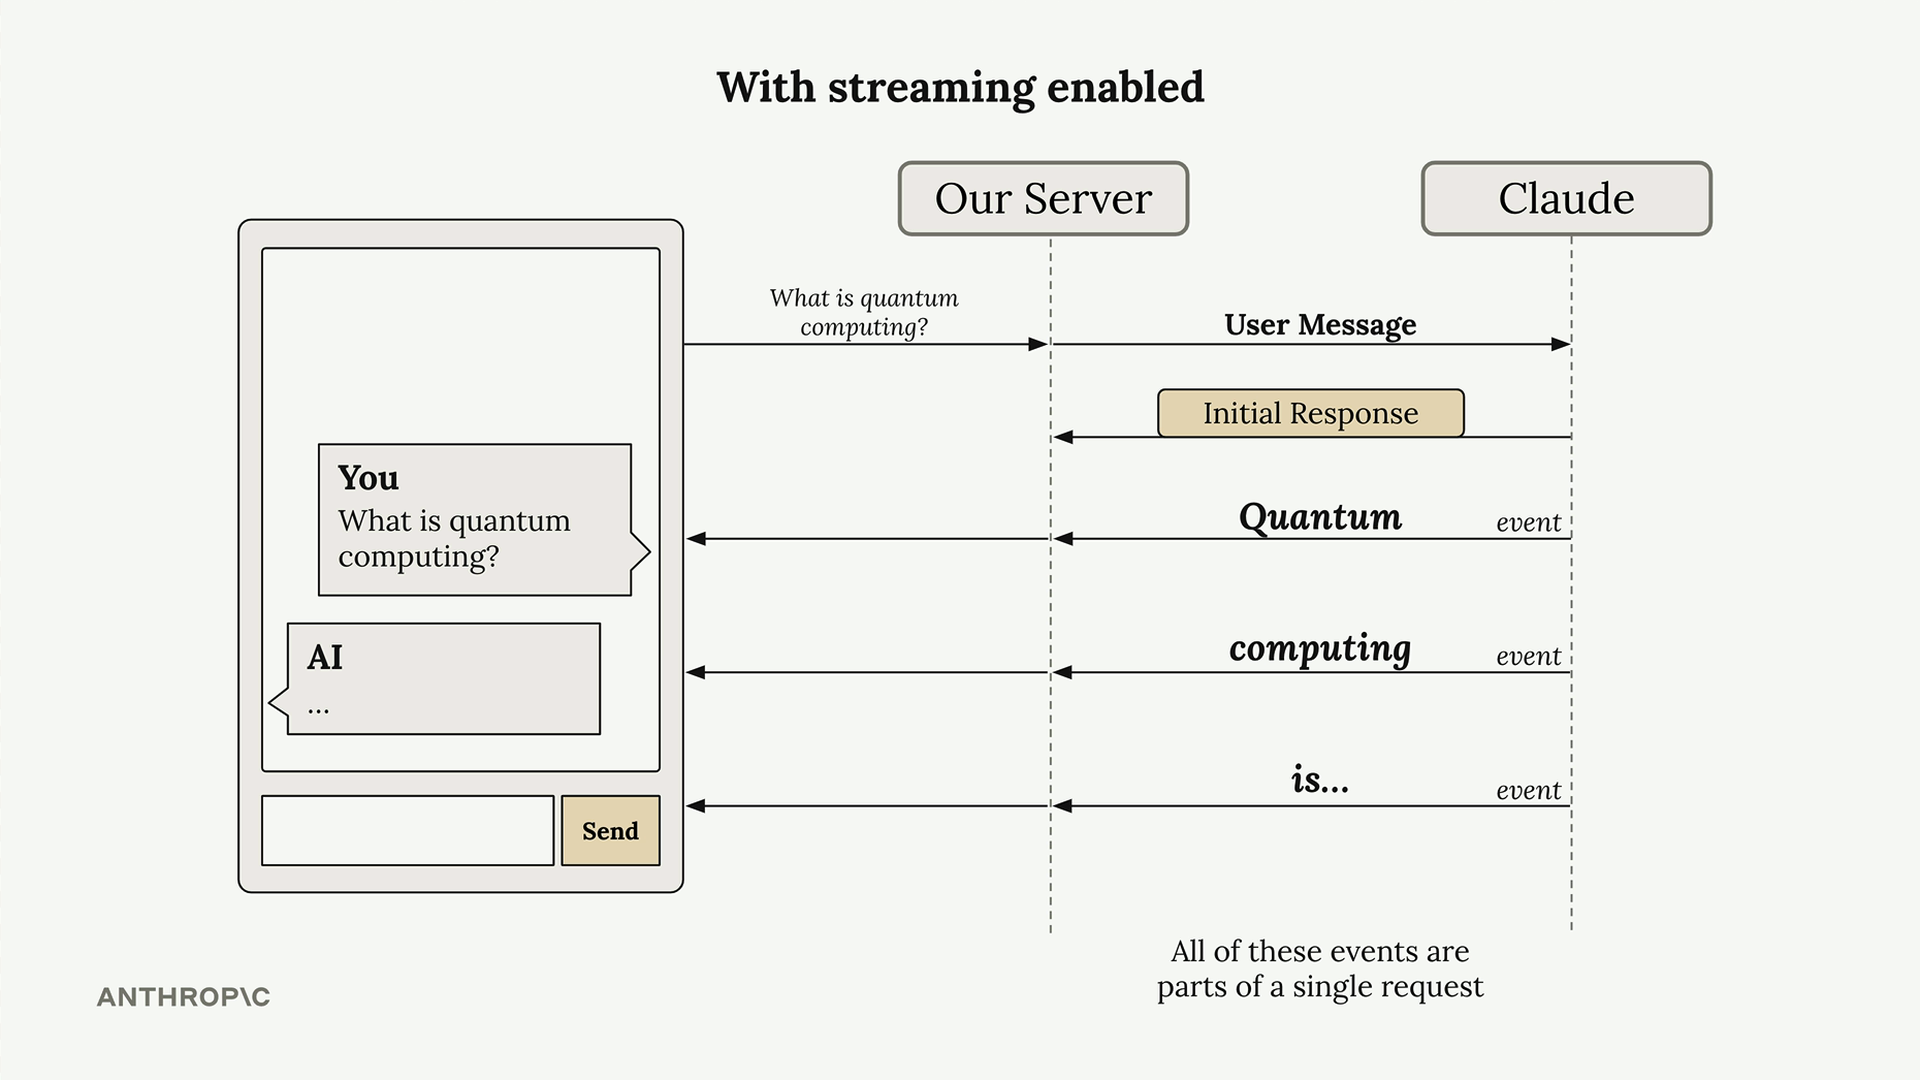 With streaming enabled
Our Server
Claude
What is quantum
computing?
User Message
Initial Response
You
What is quantum
computing?
Quantum
event
AI
...
computing
event
is...
event
Send
All of these events are
parts of a single request
ANTHROP\C